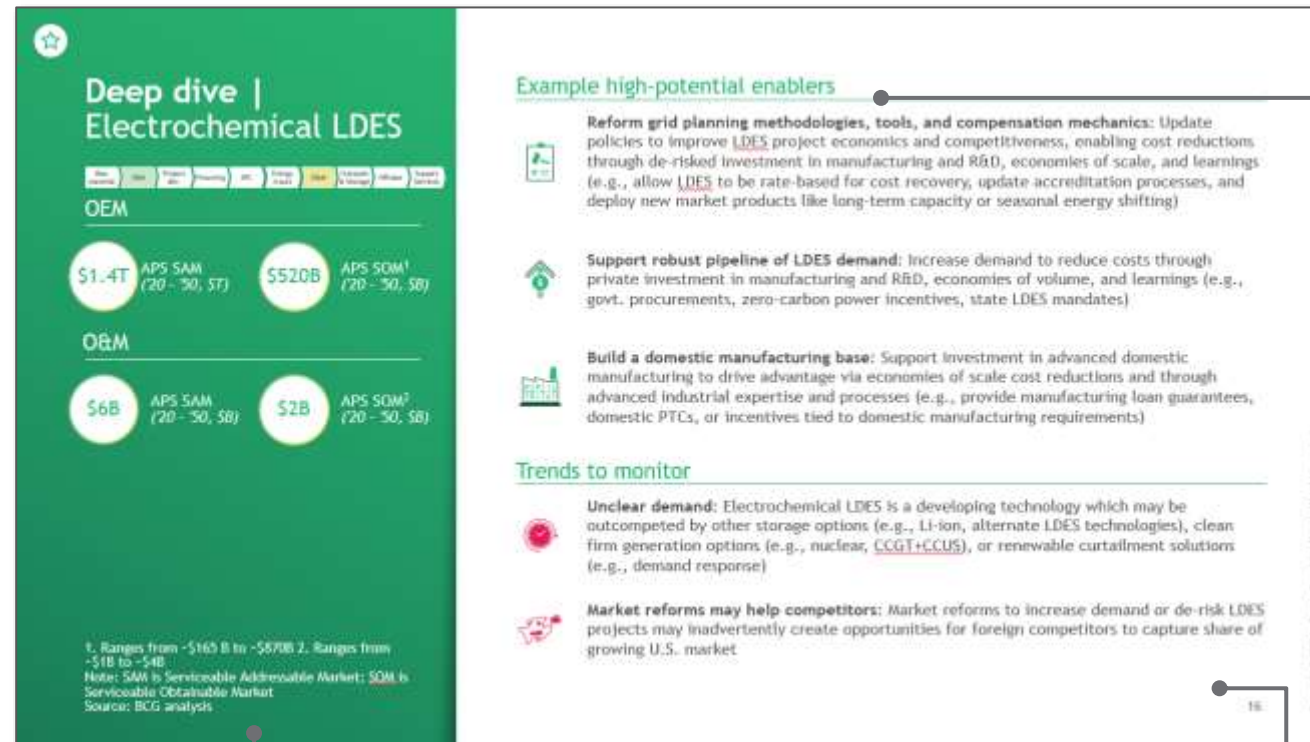 Deep dive |
Electrochemical LDES
OEM
$1.4T
APS SAM
('20 - '50, $T)
$520B
APS SOM¹
('20 - '50, $B)
O&M
$6B
APS SAM
('20 - '50, $B)
$2B
APS SOM²
('20 - '50, $B)
1. Ranges from ~$165 B to ~$870B 2. Ranges from
~$1B to ~$4B
Note: SAM is Serviceable Addressable Market; SOM is
Serviceable Obtainable Market
Source: BCG analysis
Example high-potential enablers
Reform grid planning methodologies, tools, and compensation mechanics: Update
policies to improve LDES project economics and competitiveness, enabling cost reductions
through de-risked investment in manufacturing and R&D, economies of scale, and learnings
(e.g., allow LDES to be rate-based for cost recovery, update accreditation processes, and
deploy new market products like long-term capacity or seasonal energy shifting)
Support robust pipeline of LDES demand: Increase demand to reduce costs through
private investment in manufacturing and R&D, economies of volume, and learnings (e.g.,
govt. procurements, zero-carbon power incentives, state LDES mandates)
Build a domestic manufacturing base: Support investment in advanced domestic
manufacturing to drive advantage via economies of scale cost reductions and through
advanced industrial expertise and processes (e.g., provide manufacturing loan guarantees,
domestic PTCs, or incentives tied to domestic manufacturing requirements)
Trends to monitor
Unclear demand: Electrochemical LDES is a developing technology which may be
outcompeted by other storage options (e.g., Li-ion, alternate LDES technologies), clean
firm generation options (e.g., nuclear, CCGT+CCUS), or renewable curtailment solutions
(e.g., demand response)
Market reforms may help competitors: Market reforms to increase demand or de-risk LDES
projects may inadvertently create opportunities for foreign competitors to capture share of
growing U.S. market
16